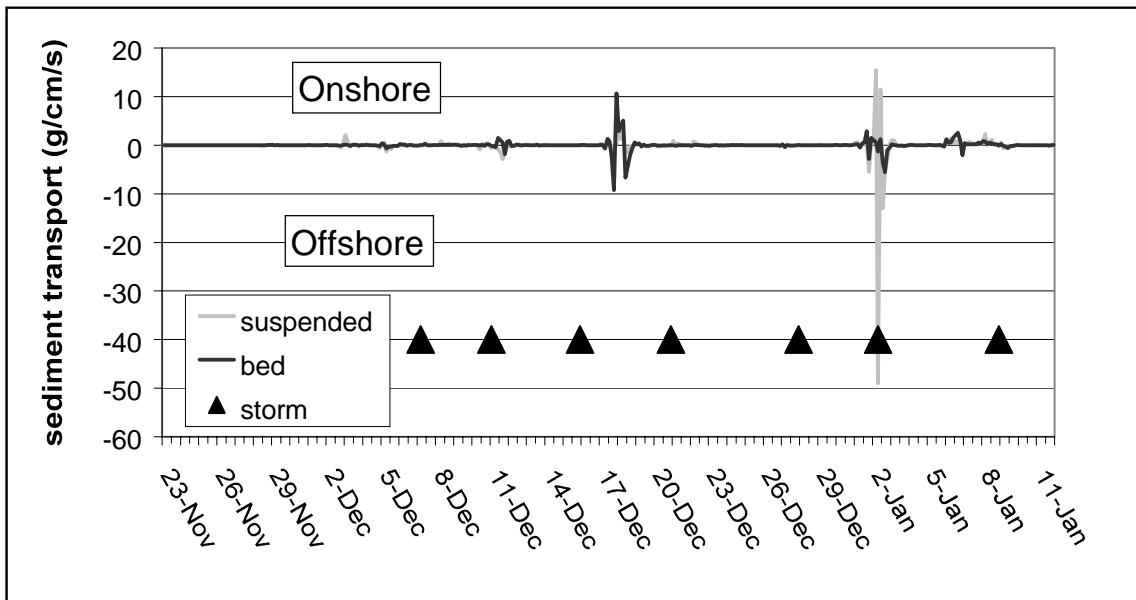 sediment transport (g/cm/s)
20
10
0
-10
-20
-30
-40
-50
-60
Onshore
Offshore
suspended
bed
storm
23-Nov
26-Nov
29-Nov
2-Dec
5-Dec
8-Dec
11-Dec
14-Dec
17-Dec
20-Dec
23-Dec
26-Dec
29-Dec
2-Jan
5-Jan
8-Jan
11-Jan